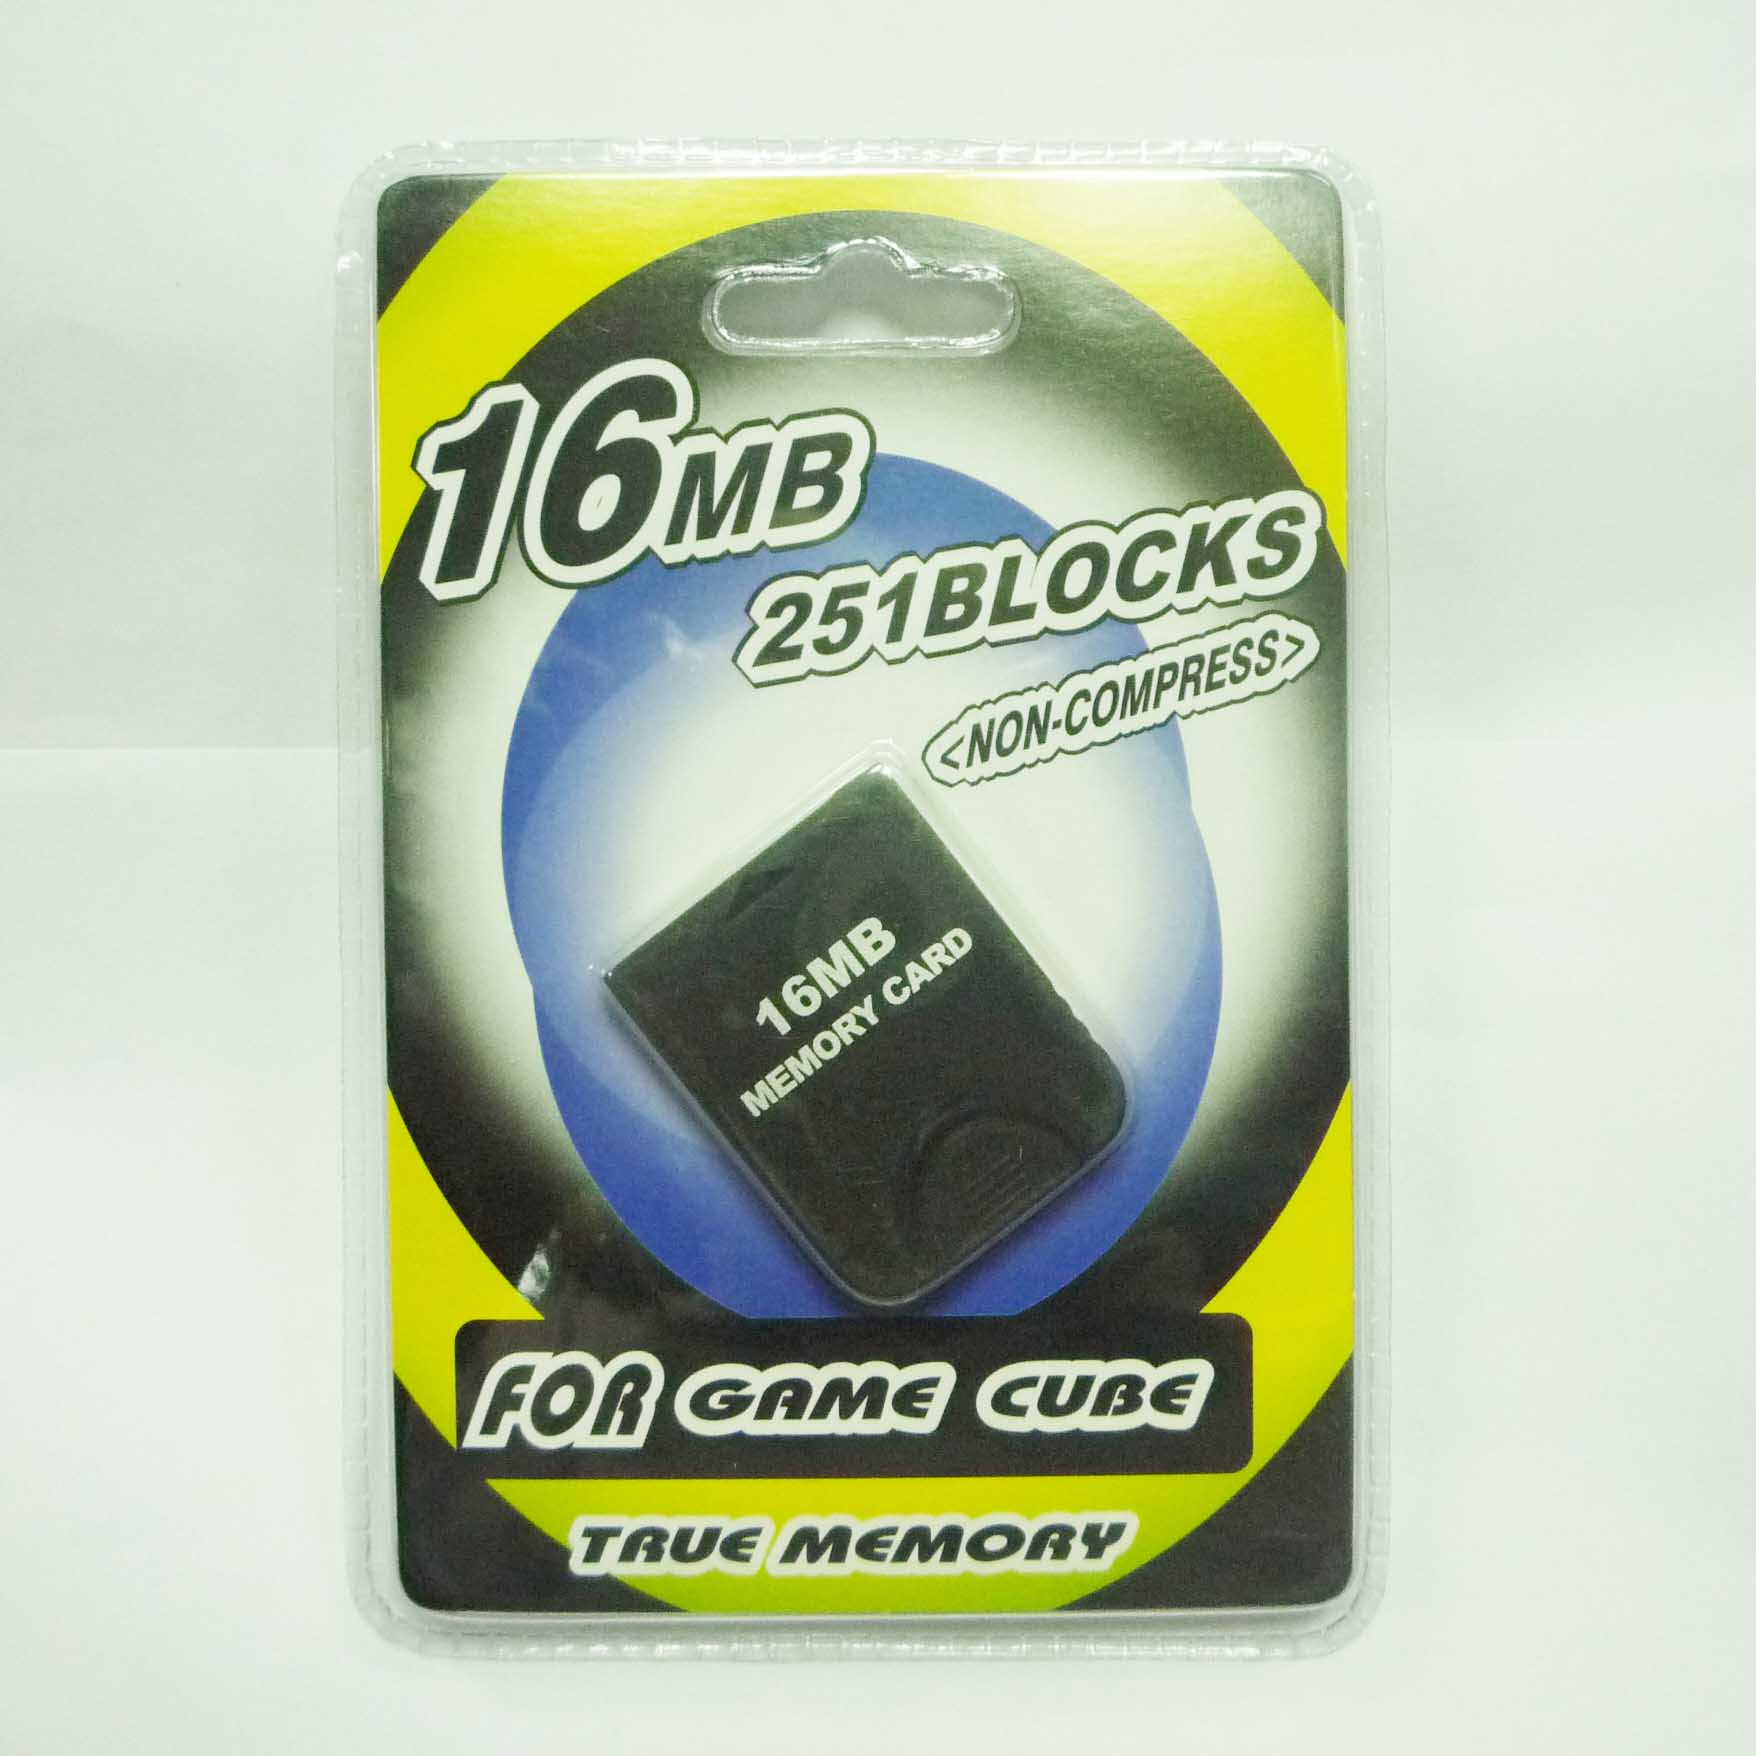 16MB
251BLOCKS
<NON-COMPRESS>
16MB
MEMORY CARD
FOR GAME CUBE
TRUE MEMORY